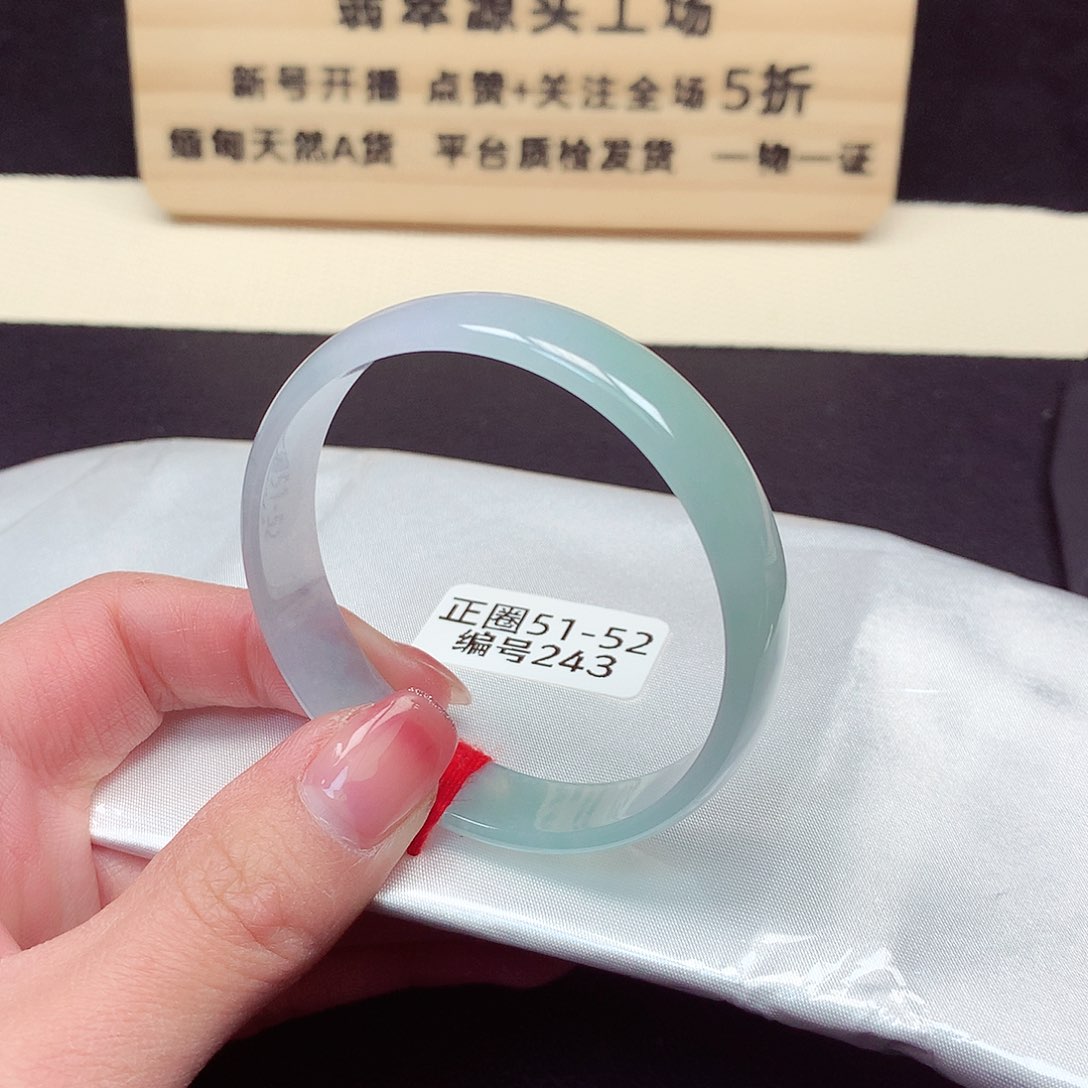 翡翠源头工场
新号开播 点赞+关注全场5折
缅甸天然A货 平台质检发货 一物一证
正圈51-52
编号243